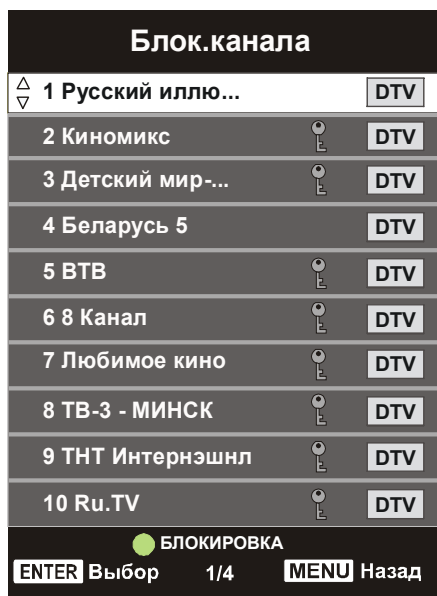 Блок.канала
1 Русский иллю... DTV
2 Киномикс DTV
3 Детский мир-... DTV
4 Беларусь 5 DTV
5 ВТВ DTV
6 8 Канал DTV
7 Любимое кино DTV
8 ТВ-3 - МИНСК DTV
9 ТНТ Интернэшнл DTV
10 Ru.TV DTV
БЛОКИРОВКА
ENTER Выбор 1/4 MENU Назад